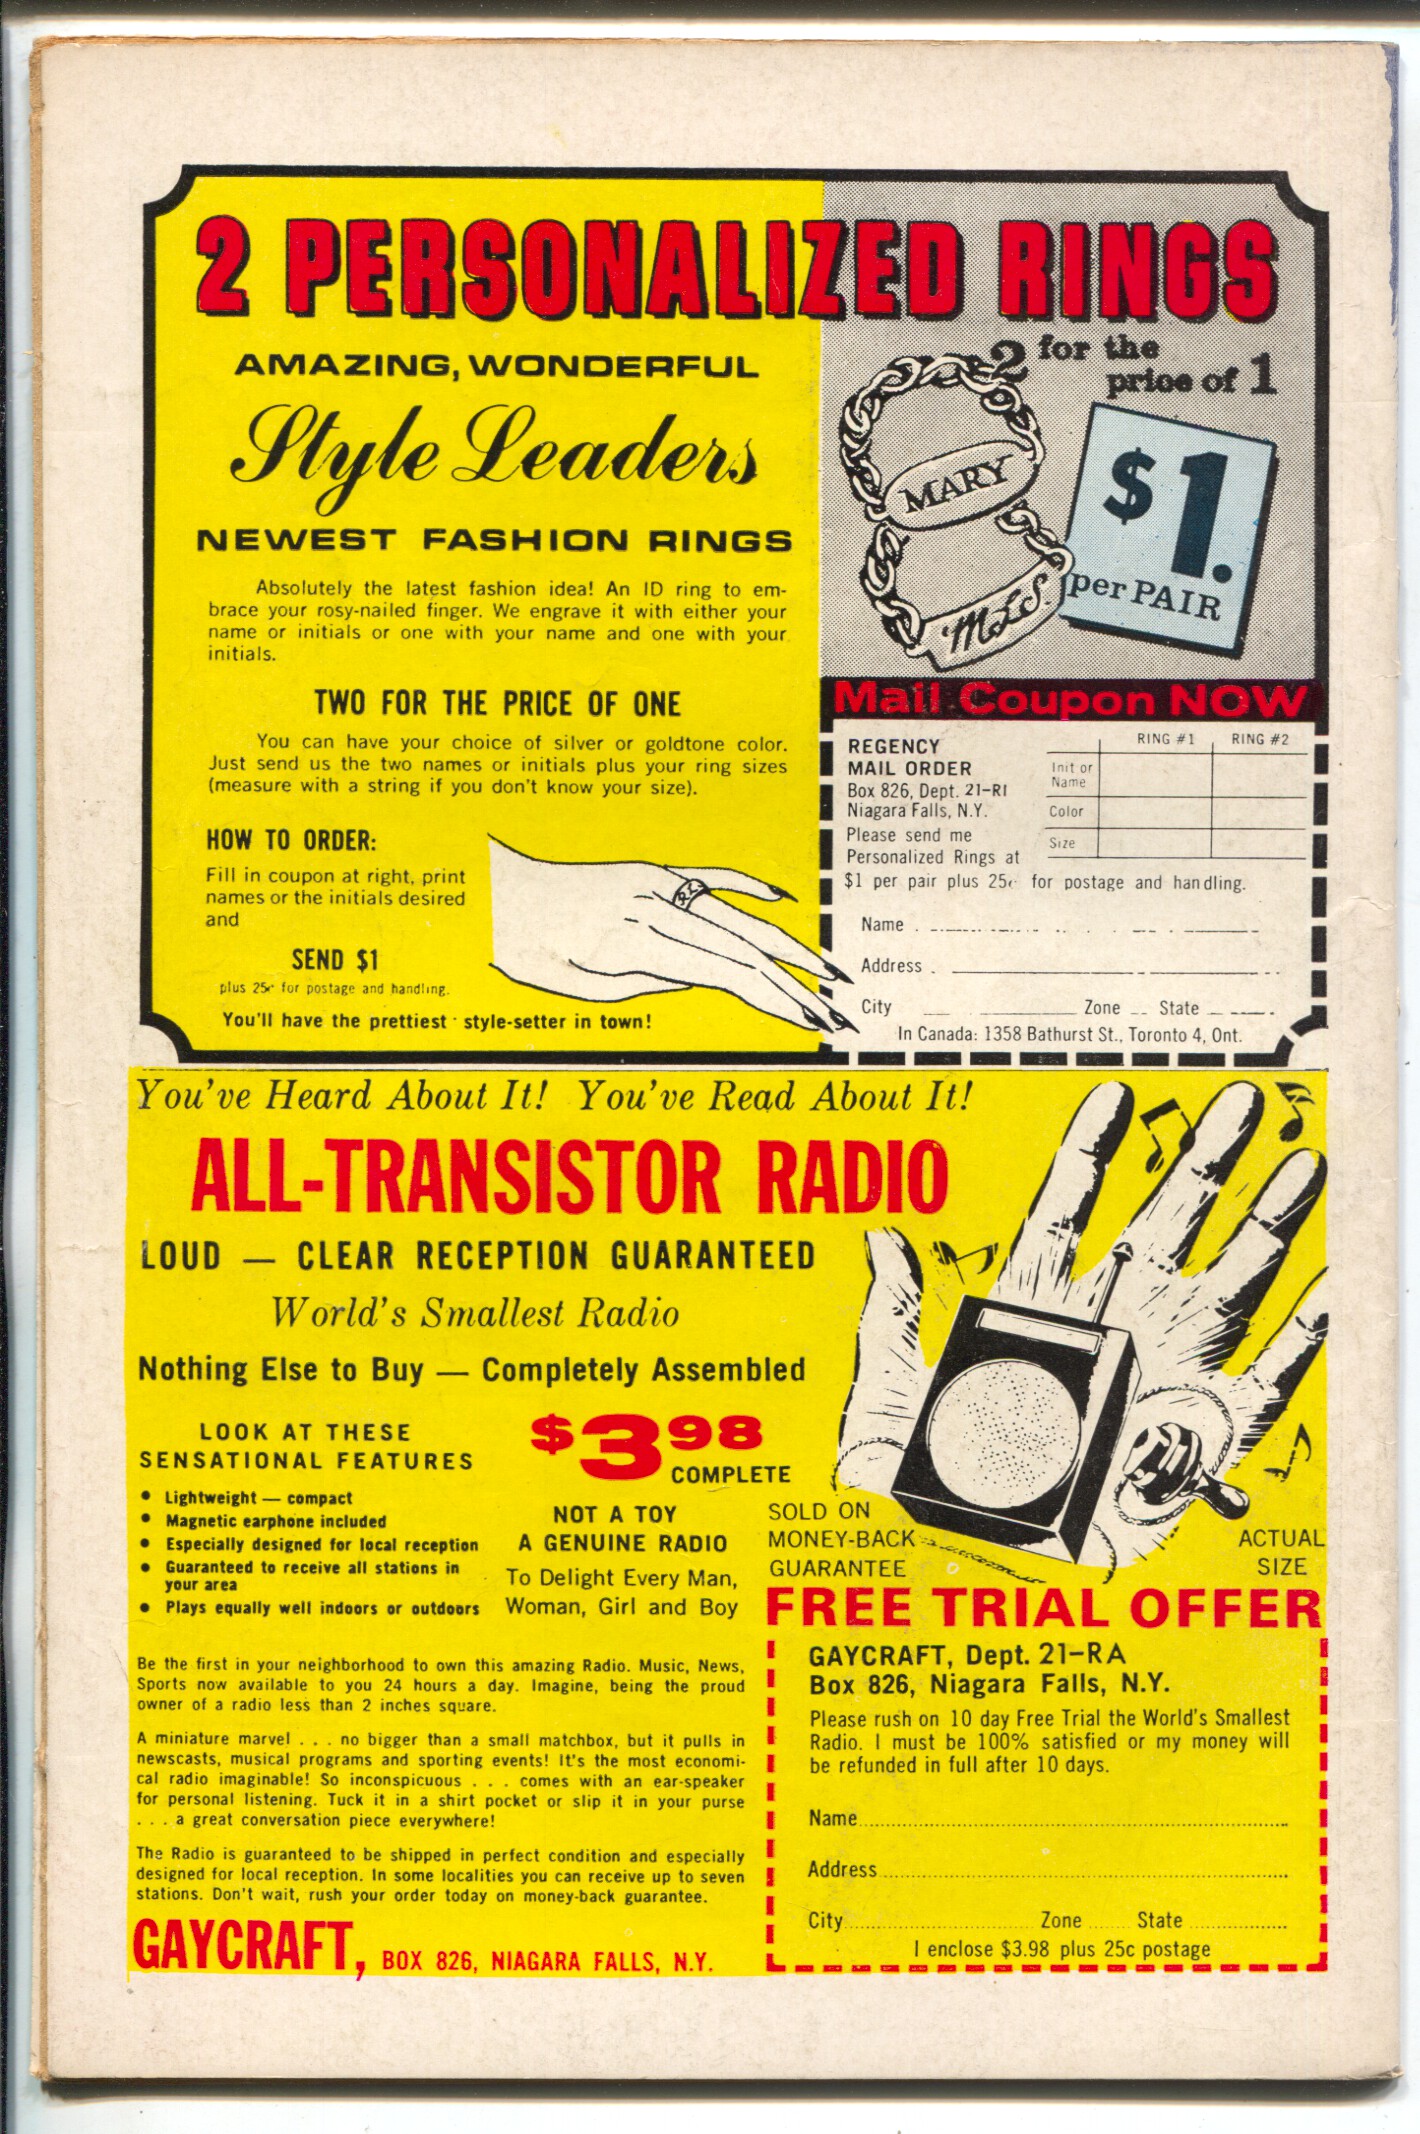 2 PERSONALIZED RINGS
AMAZING, WONDERFUL
Style Leaders
NEWEST FASHION RINGS
Absolutely the latest fashion idea! An ID ring to em-
brace your rosy-nailed finger. We engrave it with either your
name or initials or one with your name and one with your
initials.
TWO FOR THE PRICE OF ONE
You can have your choice of silver or goldtone color.
Just send us the two names or initials plus your ring sizes
(measure with a string if you don't know your size).
HOW TO ORDER:
Fill in coupon at right, print
names or the initials desired
and
SEND $1
plus 25c for postage and handling.
You'll have the prettiest style-setter in town!
2 for the
price of 1
MARY
MLS
$1.
per PAIR
Mail Coupon NOW
REGENCY
MAIL ORDER
Box 826, Dept. 21-RI
Niagara Falls, N.Y.
Please send me
Personalized Rings at
$1 per pair plus 25c for postage and handling.
RING #1 RING #2
Init or
Name
Color
Size
Name
Address
City Zone State
In Canada: 1358 Bathurst St., Toronto 4, Ont.
You've Heard About It! You've Read About It!
ALL-TRANSISTOR RADIO
LOUD — CLEAR RECEPTION GUARANTEED
World's Smallest Radio
Nothing Else to Buy — Completely Assembled
LOOK AT THESE
SENSATIONAL FEATURES
• Lightweight — compact
• Magnetic earphone included
• Especially designed for local reception
• Guaranteed to receive all stations in
your area
• Plays equally well indoors or outdoors
$3.98
COMPLETE
NOT A TOY
A GENUINE RADIO
To Delight Every Man,
Woman, Girl and Boy
SOLD ON
MONEY-BACK
GUARANTEE
ACTUAL
SIZE
Be the first in your neighborhood to own this amazing Radio. Music, News,
Sports now available to you 24 hours a day. Imagine, being the proud
owner of a radio less than 2 inches square.
A miniature marvel . . . no bigger than a small matchbox, but it pulls in
newscasts, musical programs and sporting events! It's the most economi-
cal radio imaginable! So inconspicuous . . . comes with an ear-speaker
for personal listening. Tuck it in a shirt pocket or slip it in your purse
. . . a great conversation piece everywhere!
The Radio is guaranteed to be shipped in perfect condition and especially
designed for local reception. In some localities you can receive up to seven
stations. Don't wait, rush your order today on money-back guarantee.
GAYCRAFT, BOX 826, NIAGARA FALLS, N.Y.
FREE TRIAL OFFER
GAYCRAFT, Dept. 21-RA
Box 826, Niagara Falls, N.Y.
Please rush on 10 day Free Trial the World's Smallest
Radio. I must be 100% satisfied or my money will
be refunded in full after 10 days.
Name
Address
City Zone State
I enclose $3.98 plus 25c postage